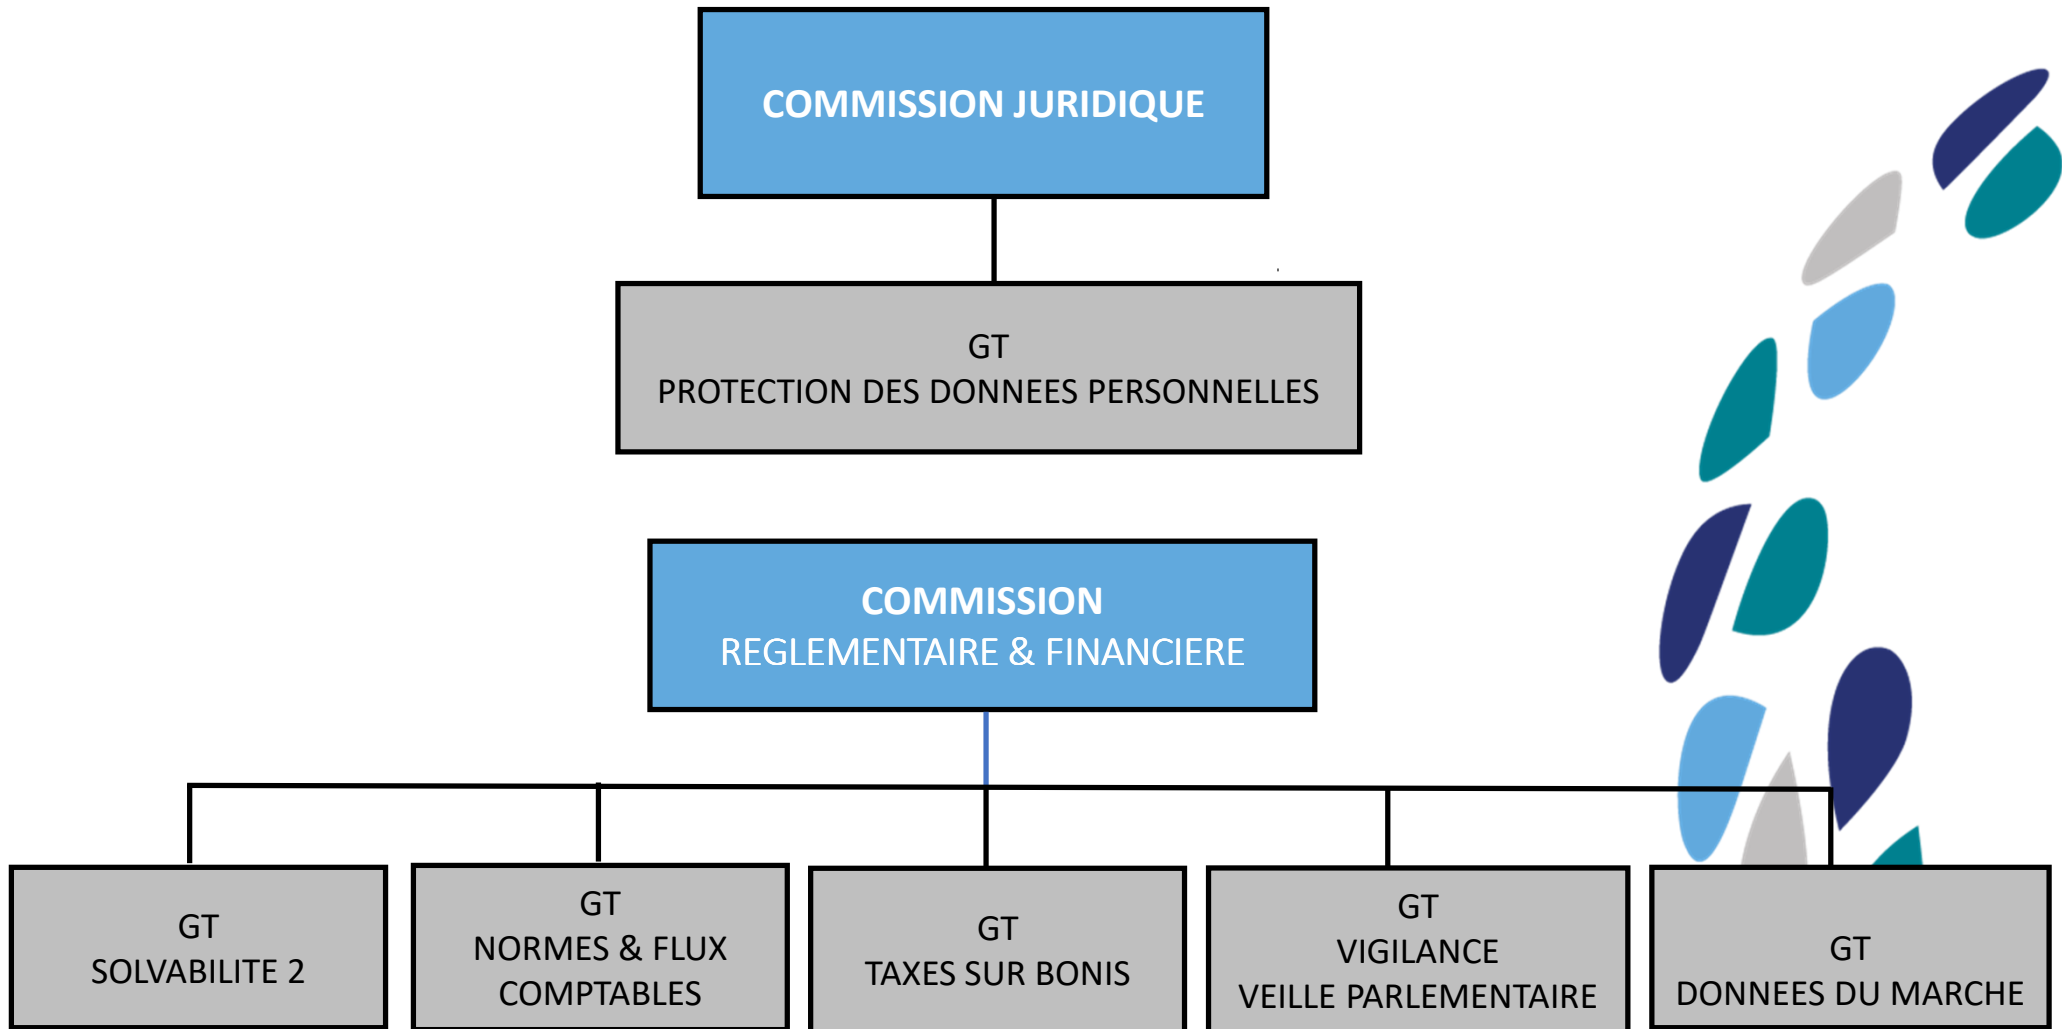 COMMISSION JURIDIQUE
GT
PROTECTION DES DONNEES PERSONNELLES
COMMISSION
REGLEMENTAIRE & FINANCIERE
GT
SOLVABILITE 2
GT
NORMES & FLUX
COMPTABLES
GT
TAXES SUR BONIS
GT
VIGILANCE
VEILLE PARLEMENTAIRE
GT
DONNEES DU MARCHE